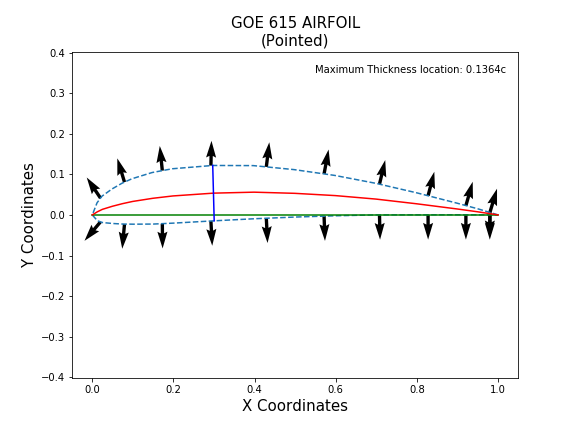 GOE 615 AIRFOIL
(Pointed)
Maximum Thickness location: 0.1364c
Y Coordinates
0.4
0.3
0.2
0.1
0.0
−0.1
−0.2
−0.3
−0.4
0.0 0.2 0.4 0.6 0.8 1.0
X Coordinates